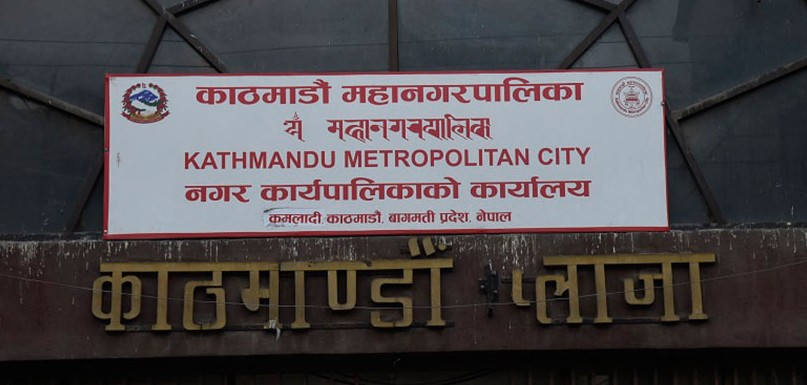 काठमाडौं महानगरपालिका
KATHMANDU METROPOLITAN CITY
नगर कार्यपालिकाको कार्यालय
कमलादी, काठमाडौं, बागमती प्रदेश, नेपाल
काठमाण्डौं प्लाजा